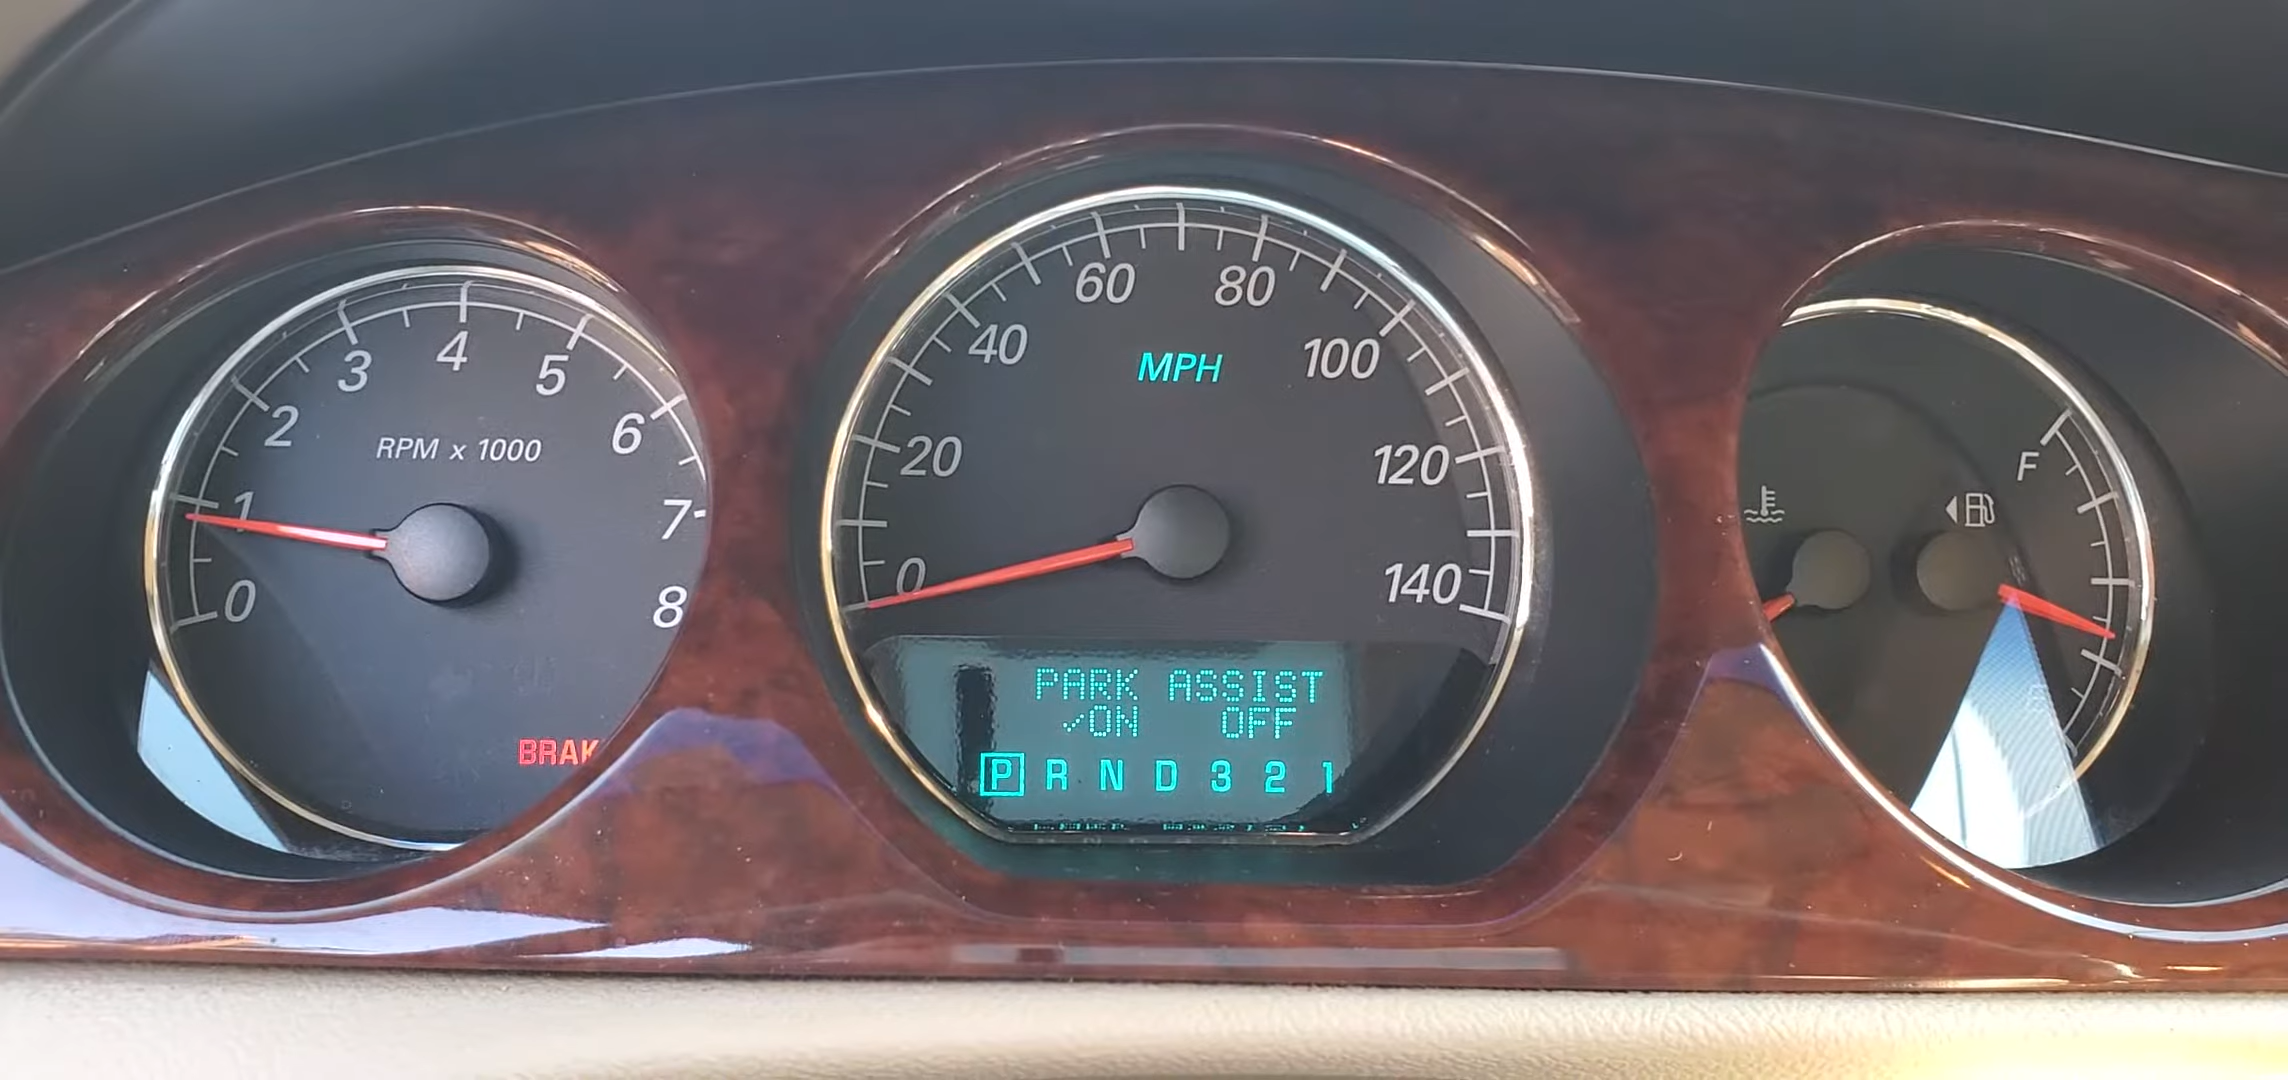 0 1 2 3 4 5 6 7 8
RPM x 1000
BRAK
0 20 40 60 80 100 120 140
MPH
PARK ASSIST
✓ON OFF
P R N D 3 2 1
F